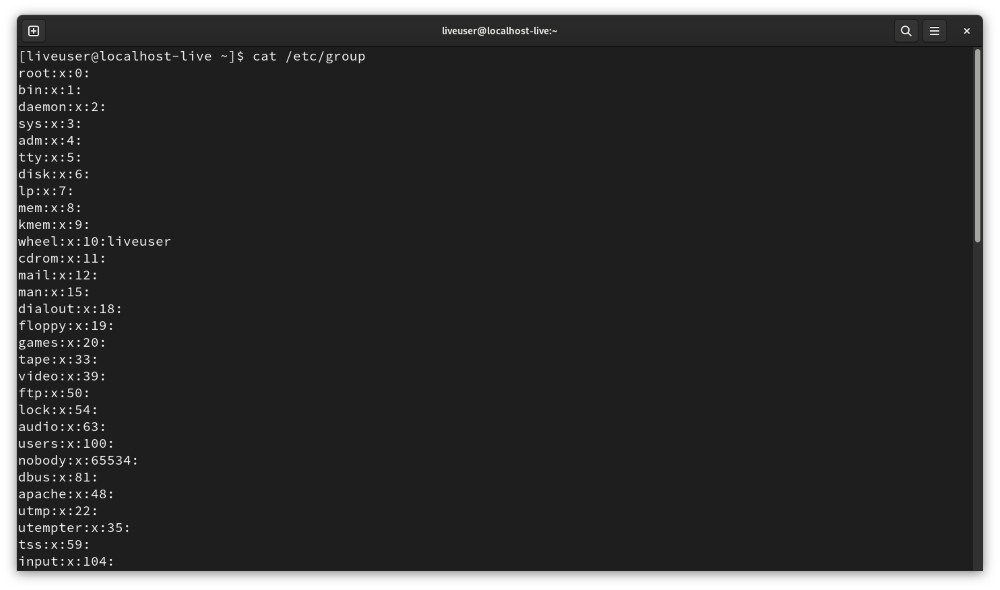 liveuser@localhost-live:~
[liveuser@localhost-live ~]$ cat /etc/group
root:x:0:
bin:x:1:
daemon:x:2:
sys:x:3:
adm:x:4:
tty:x:5:
disk:x:6:
lp:x:7:
mem:x:8:
kmem:x:9:
wheel:x:10:liveuser
cdrom:x:11:
mail:x:12:
man:x:15:
dialout:x:18:
floppy:x:19:
games:x:20:
tape:x:33:
video:x:39:
ftp:x:50:
lock:x:54:
audio:x:63:
users:x:100:
nobody:x:65534:
dbus:x:81:
apache:x:48:
utmp:x:22:
utempter:x:35:
tss:x:59:
input:x:104: